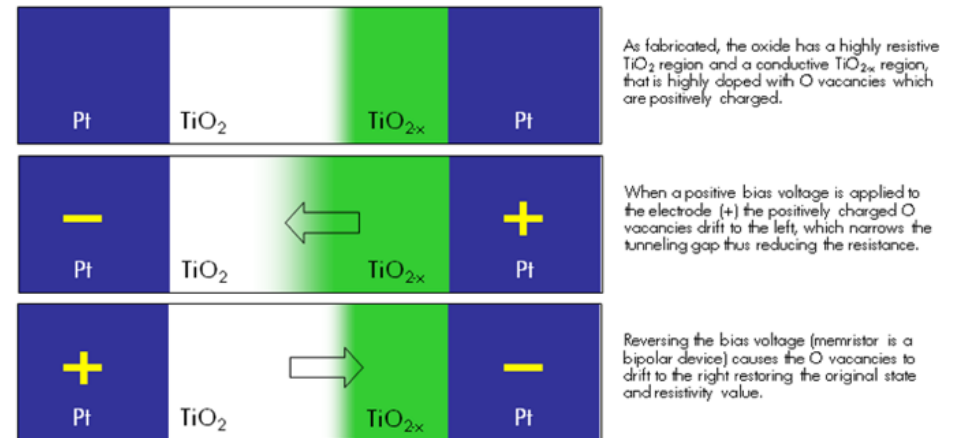 Pt TiO₂ TiO₂₋ₓ Pt
As fabricated, the oxide has a highly resistive
TiO₂ region and a conductive TiO₂₋ₓ region,
that is highly doped with O vacancies which
are positively charged.
− +
Pt TiO₂ TiO₂₋ₓ Pt
When a positive bias voltage is applied to
the electrode (+) the positively charged O
vacancies drift to the left, which narrows the
tunneling gap thus reducing the resistance.
+ −
Pt TiO₂ TiO₂₋ₓ Pt
Reversing the bias voltage (memristor is a
bipolar device) causes the O vacancies to
drift to the right restoring the original state
and resistivity value.